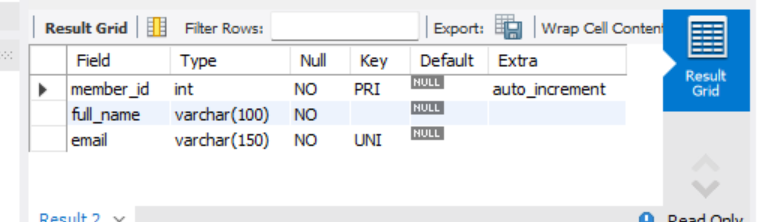 Result Grid Filter Rows: Export: Wrap Cell Conten
Result Grid
Field Type Null Key Default Extra
member_id int NO PRI NULL auto_increment
full_name varchar(100) NO NULL
email varchar(150) NO UNI NULL
Result 2 × Read Only